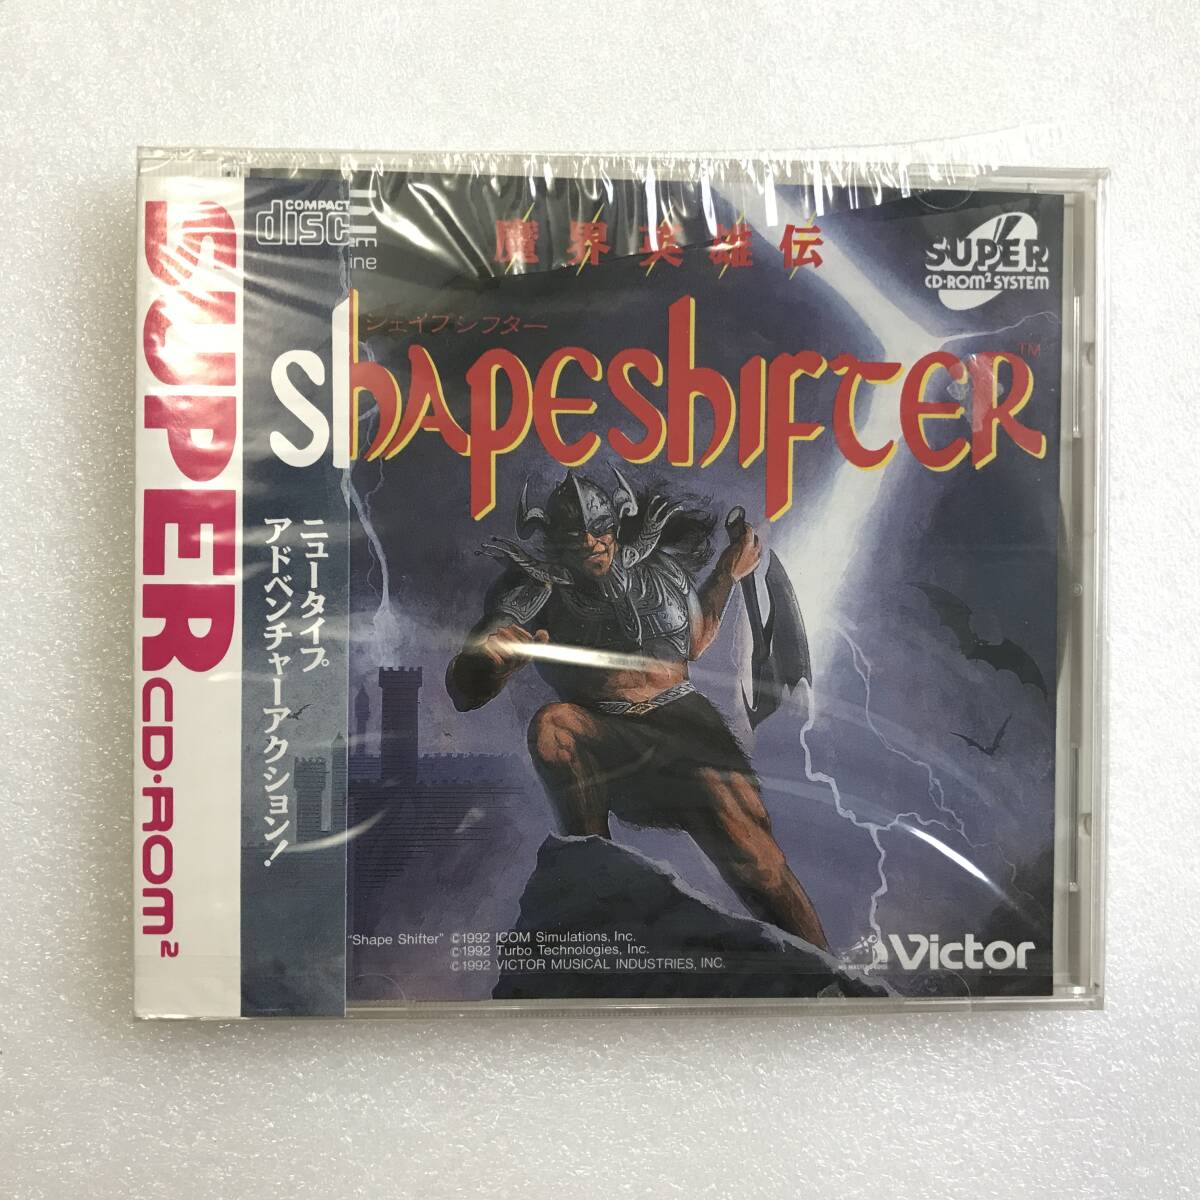 SUPER CD-ROM²
COMPACT
disc
ine
魔界英雄伝
SUPER
CD-ROM² SYSTEM
シェイプシフター
ShapeShifter™
ニュータイプ
アドベンチャーアクション!
"Shape Shifter" ©1992 ICOM Simulations, Inc.
©1992 Turbo Technologies, Inc.
©1992 VICTOR MUSICAL INDUSTRIES, INC.
Victor